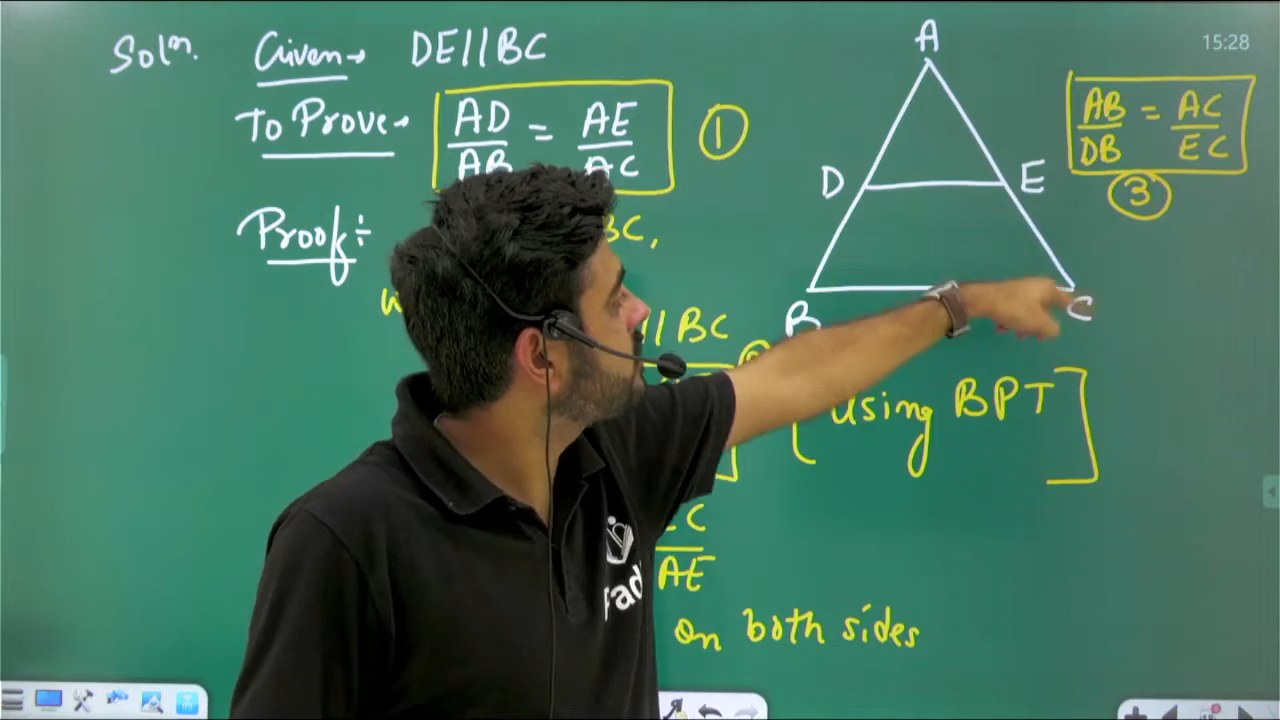 Solⁿ. Given→ DE||BC
To Prove→ AD/AB = AE/AC ①
Proof:
BC,
|| BC
[using BPT]
EC/AE
on both sides
A
D E
B C
15:28
AB/DB = AC/EC
③